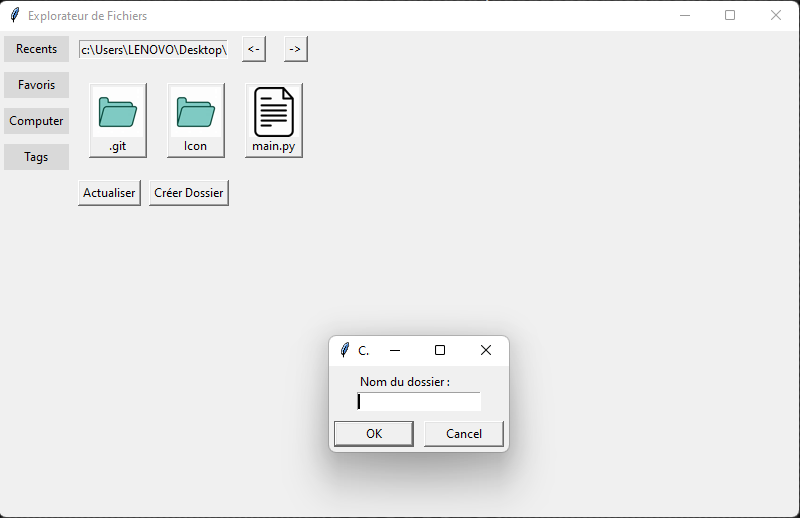 Explorateur de Fichiers
Recents
c:\Users\LENOVO\Desktop\
<-
->
Favoris
Computer
Tags
.git
Icon
main.py
Actualiser
Créer Dossier
C.
Nom du dossier :
OK
Cancel